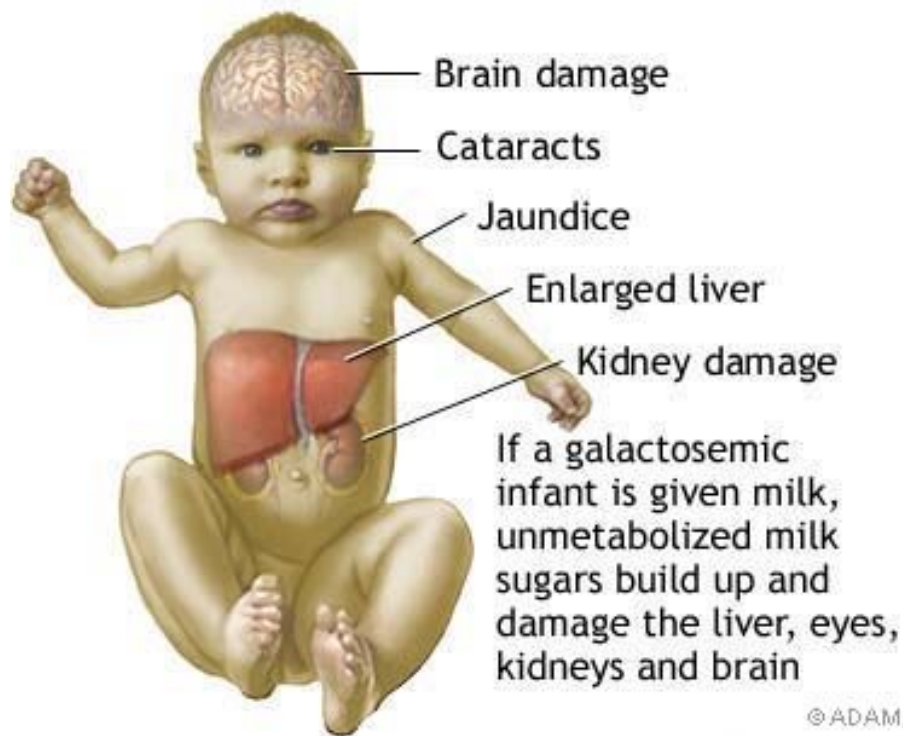 Brain damage
Cataracts
Jaundice
Enlarged liver
Kidney damage
If a galactosemic
infant is given milk,
unmetabolized milk
sugars build up and
damage the liver, eyes,
kidneys and brain
©ADAM